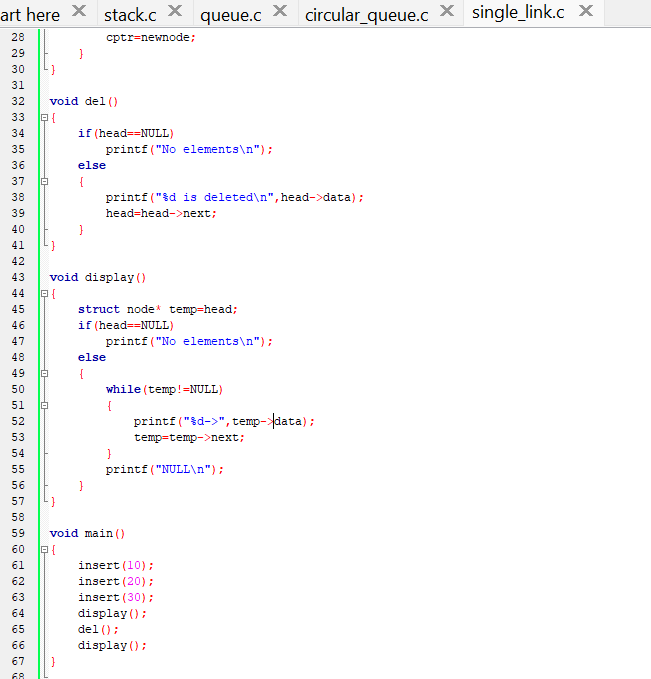 art here stack.c queue.c circular_queue.c single_link.c
28 cptr=newnode;
29 }
30 }
31
32 void del()
33 {
34 if(head==NULL)
35 printf("No elements\n");
36 else
37 {
38 printf("%d is deleted\n",head->data);
39 head=head->next;
40 }
41 }
42
43 void display()
44 {
45 struct node* temp=head;
46 if(head==NULL)
47 printf("No elements\n");
48 else
49 {
50 while(temp!=NULL)
51 {
52 printf("%d->",temp->data);
53 temp=temp->next;
54 }
55 printf("NULL\n");
56 }
57 }
58
59 void main()
60 {
61 insert(10);
62 insert(20);
63 insert(30);
64 display();
65 del();
66 display();
67 }
68